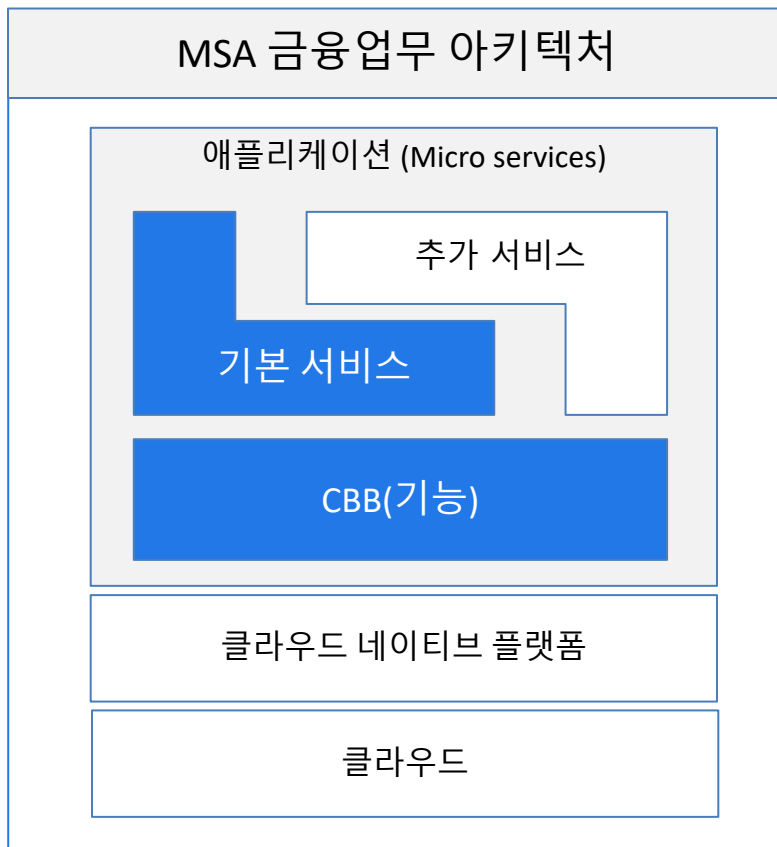 MSA 금융업무 아키텍처
애플리케이션 (Micro services)
추가 서비스
기본 서비스
CBB(기능)
클라우드 네이티브 플랫폼
클라우드